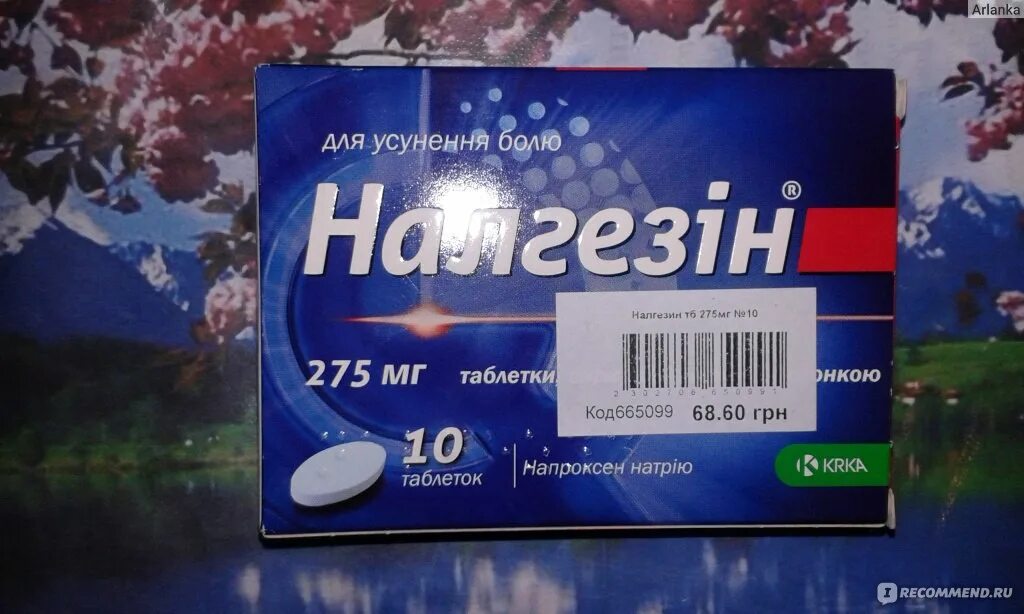 Arlanka
для усунення болю
Налгезін®
Налгезин тб 275мг №10
275 мг таблетки,
онкою
Код665099 68.60 грн
10
таблеток
Напроксен натрію
KRKA
IRECOMMEND.RU